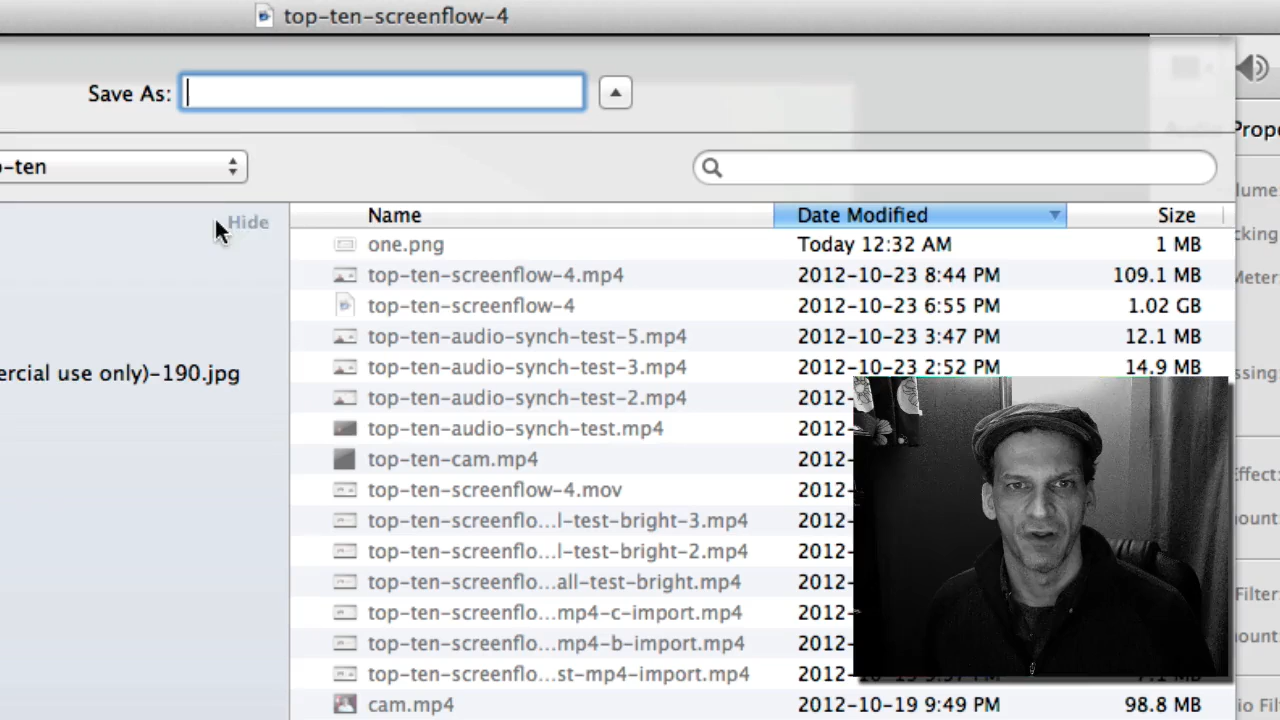 top-ten-screenflow-4
Save As:
Prope
-ten
lume
Hide
Name Date Modified Size
cking
one.png Today 12:32 AM 1 MB
Meter:
top-ten-screenflow-4.mp4 2012-10-23 8:44 PM 109.1 MB
top-ten-screenflow-4 2012-10-23 6:55 PM 1.02 GB
top-ten-audio-synch-test-5.mp4 2012-10-23 3:47 PM 12.1 MB
top-ten-audio-synch-test-3.mp4 2012-10-23 2:52 PM 14.9 MB
ercial use only)-190.jpg
ssing:
top-ten-audio-synch-test-2.mp4 2012-
top-ten-audio-synch-test.mp4 2012-
top-ten-cam.mp4 2012-
Effect:
top-ten-screenflow-4.mov 2012-
top-ten-screenflo...l-test-bright-3.mp4 2012-
ount:
top-ten-screenflo...l-test-bright-2.mp4 2012-
top-ten-screenflo...all-test-bright.mp4 2012-
Filter:
top-ten-screenflo...mp4-c-import.mp4 2012-
top-ten-screenflo...mp4-b-import.mp4 2012-
ount:
top-ten-screenflo...st-mp4-import.mp4
cam.mp4 2012-10-19 9:49 PM 98.8 MB
io Fil